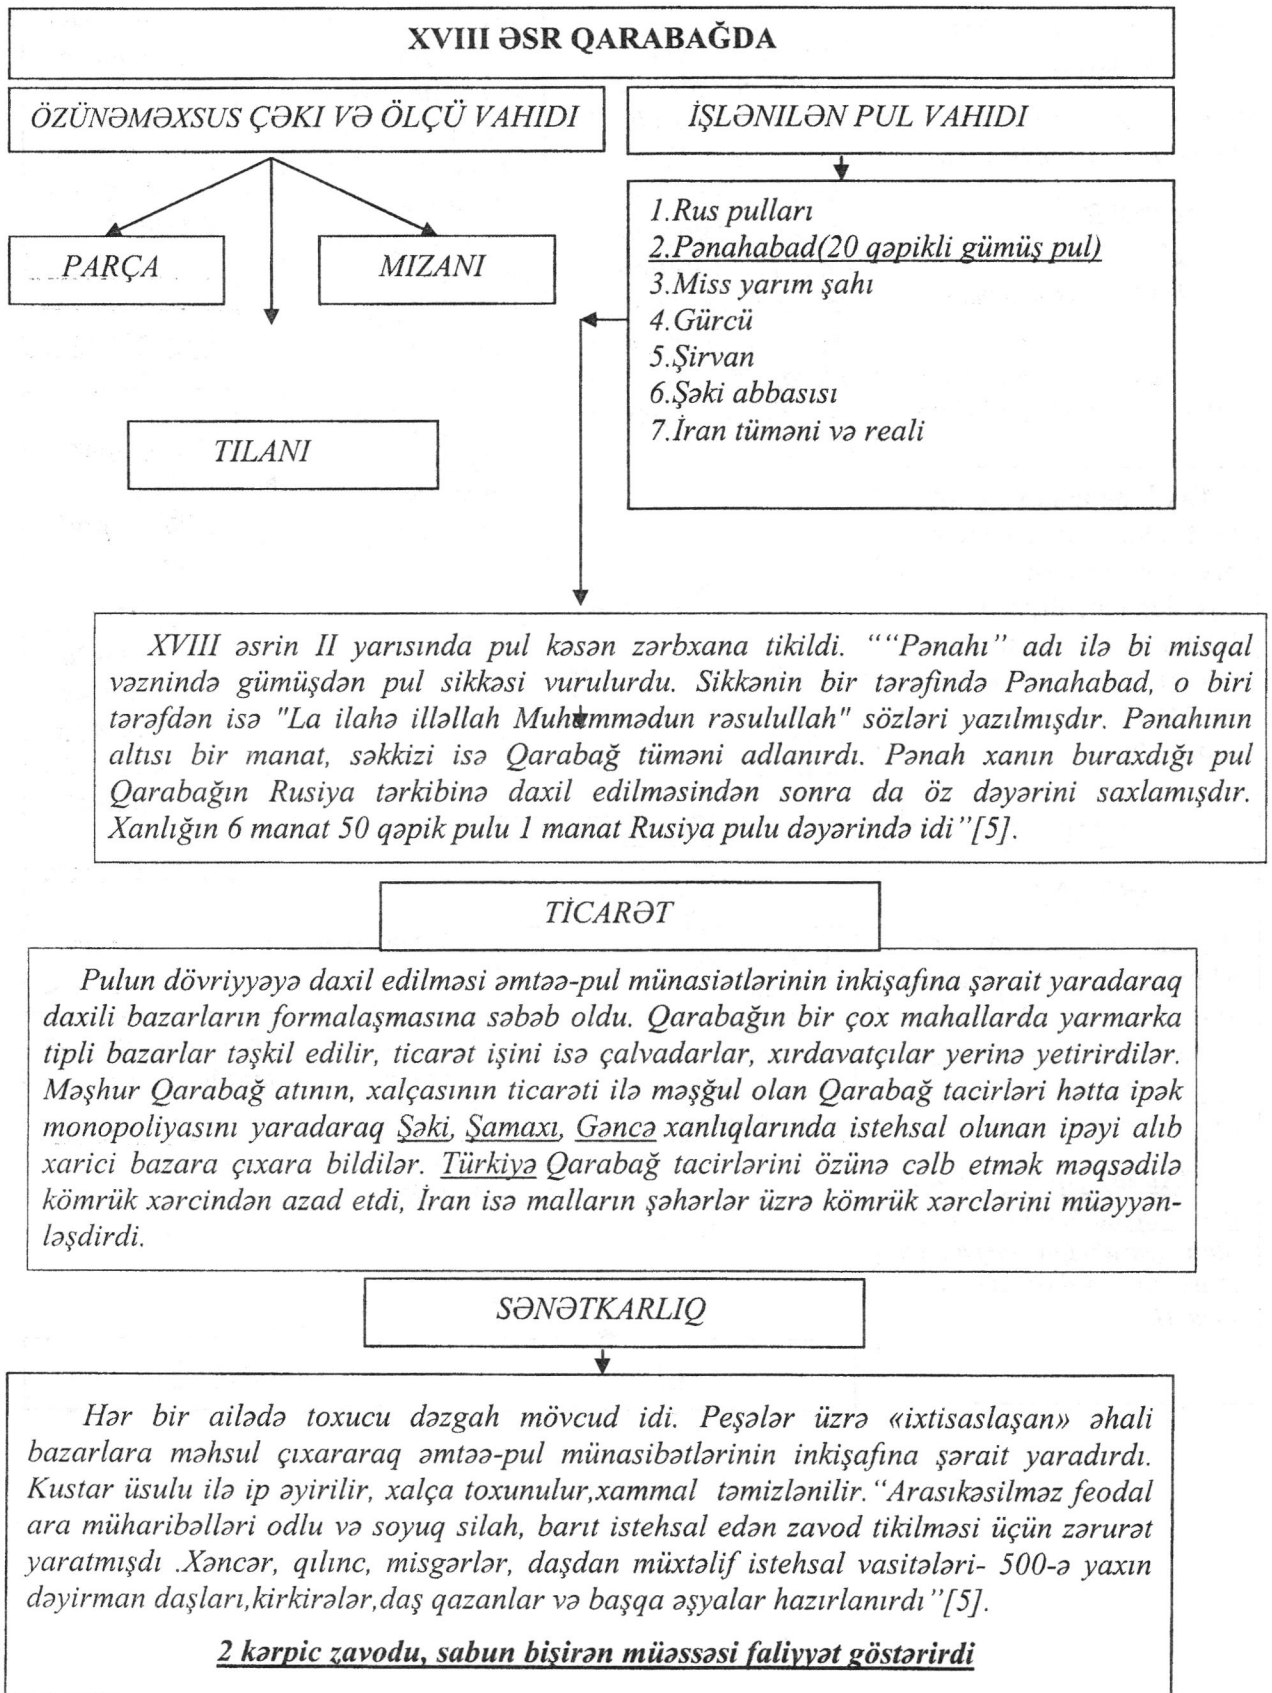 XVIII ƏSR QARABAĞDA
ÖZÜNƏMƏXSUS ÇƏKI VƏ ÖLÇÜ VAHIDI
İŞLƏNILƏN PUL VAHIDI
PARÇA
MIZANI
TILANI
1.Rus pulları
2.Pənahabad(20 qəpikli gümüş pul)
3.Miss yarım şahı
4.Gürcü
5.Şirvan
6.Şəki abbasısı
7.İran tüməni və reali
XVIII əsrin II yarısında pul kəsən zərbxana tikildi. ““Pənahı” adı ilə bi misqal
vəznində gümüşdən pul sikkəsi vurulurdu. Sikkənin bir tərəfində Pənahabad, o biri
tərəfdən isə "La ilahə illəllah Muhəmmədun rəsulullah" sözləri yazılmışdır. Pənahının
altısı bir manat, səkkizi isə Qarabağ tüməni adlanırdı. Pənah xanın buraxdığı pul
Qarabağın Rusiya tərkibinə daxil edilməsindən sonra da öz dəyərini saxlamışdır.
Xanlığın 6 manat 50 qəpik pulu 1 manat Rusiya pulu dəyərində idi”[5].
TİCARƏT
Pulun dövriyyəyə daxil edilməsi əmtəə-pul münasiətlərinin inkişafına şərait yaradaraq
daxili bazarların formalaşmasına səbəb oldu. Qarabağın bir çox mahallarda yarmarka
tipli bazarlar təşkil edilir, ticarət işini isə çalvadarlar, xırdavatçılar yerinə yetirirdilər.
Məşhur Qarabağ atının, xalçasının ticarəti ilə məşğul olan Qarabağ tacirləri hətta ipək
monopoliyasını yaradaraq Şəki, Şamaxı, Gəncə xanlıqlarında istehsal olunan ipəyi alıb
xarici bazara çıxara bildilər. Türkiyə Qarabağ tacirlərini özünə cəlb etmək məqsədilə
kömrük xərcindən azad etdi, İran isə malların şəhərlər üzrə kömrük xərclərini müəyyən-
ləşdirdi.
SƏNƏTKARLIQ
Hər bir ailədə toxucu dəzgah mövcud idi. Peşələr üzrə «ixtisaslaşan» əhali
bazarlara məhsul çıxararaq əmtəə-pul münasibətlərinin inkişafına şərait yaradırdı.
Kustar üsulu ilə ip əyirilir, xalça toxunulur,xammal təmizlənilir. “Arasıkəsilməz feodal
ara müharibəlləri odlu və soyuq silah, barıt istehsal edən zavod tikilməsi üçün zərurət
yaratmışdı .Xəncər, qılınc, misgərlər, daşdan müxtəlif istehsal vasitələri- 500-ə yaxın
dəyirman daşları,kirkirələr,daş qazanlar və başqa əşyalar hazırlanırdı”[5].
2 kərpic zavodu, sabun bişirən müəssəsi faliyyət göstərirdi